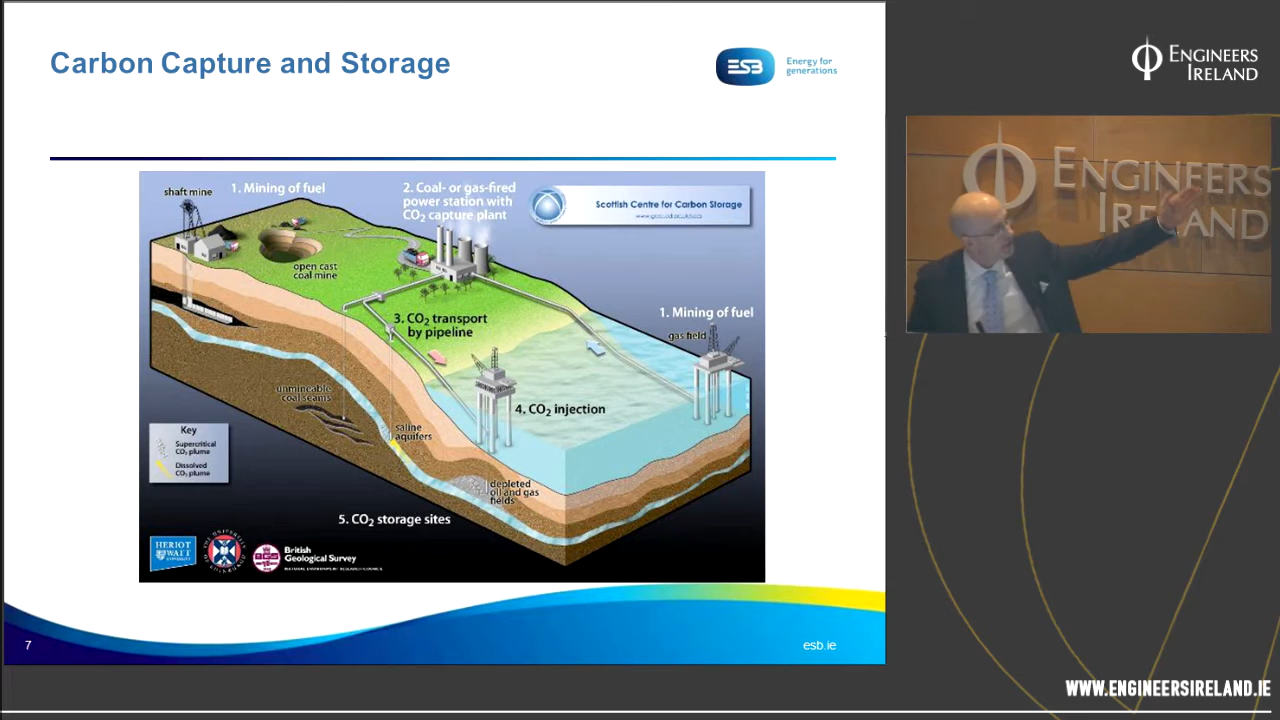 Carbon Capture and Storage
ESB
Energy for
generations
ENGINEERS
IRELAND
ENGINEERS
IRELAND
shaft mine
1. Mining of fuel
2. Coal- or gas-fired
power station with
CO₂ capture plant
Scottish Centre for Carbon Storage
open cast
coal mine
3. CO₂ transport
by pipeline
1. Mining of fuel
gas field
unmineable
coal seams
4. CO₂ injection
saline
aquifers
Key
Supercritical
CO₂ plume
Dissolved
CO₂ plume
depleted
oil and gas
fields
5. CO₂ storage sites
HERIOT
WATT
UNIVERSITY
BGS
British
Geological Survey
7
esb.ie
WWW.ENGINEERSIRELAND.IE